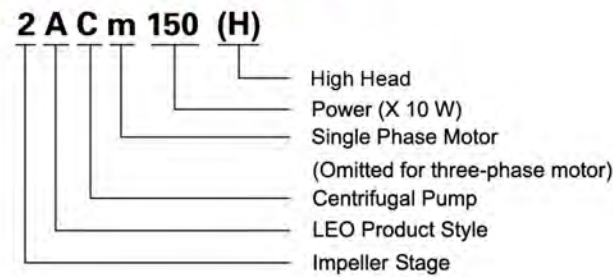 2 A C m 150 (H)
High Head
Power (X 10 W)
Single Phase Motor
(Omitted for three-phase motor)
Centrifugal Pump
LEO Product Style
Impeller Stage